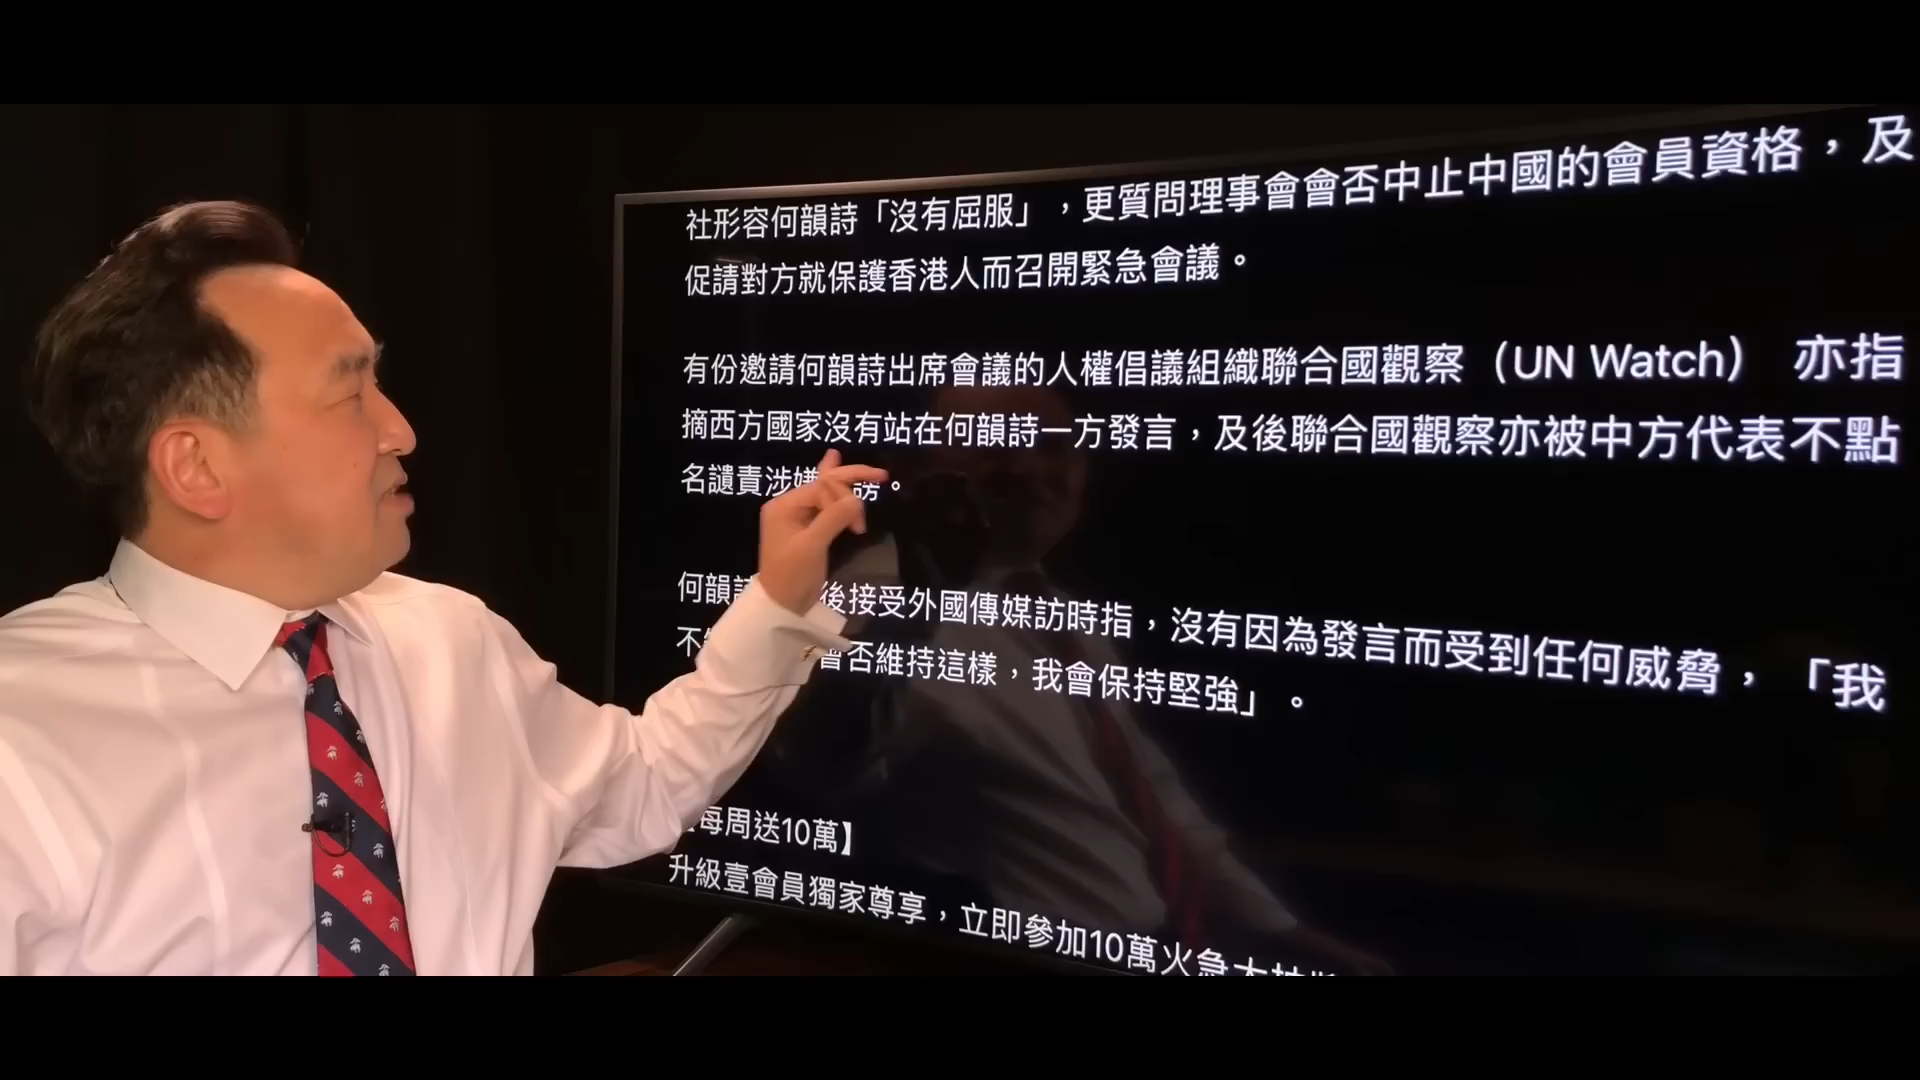 社形容何韻詩「沒有屈服」，更質問理事會會否中止中國的會員資格，及
促請對方就保護香港人而召開緊急會議。
有份邀請何韻詩出席會議的人權倡議組織聯合國觀察（UN Watch） 亦指
摘西方國家沒有站在何韻詩一方發言，及後聯合國觀察亦被中方代表不點
名譴責涉嫌 謗。
何韻 後接受外國傳媒訪時指，沒有因為發言而受到任何威脅，「我
不 會否維持這樣，我會保持堅強」。
每周送10萬】
升級壹會員獨家尊享，立即參加10萬火急大